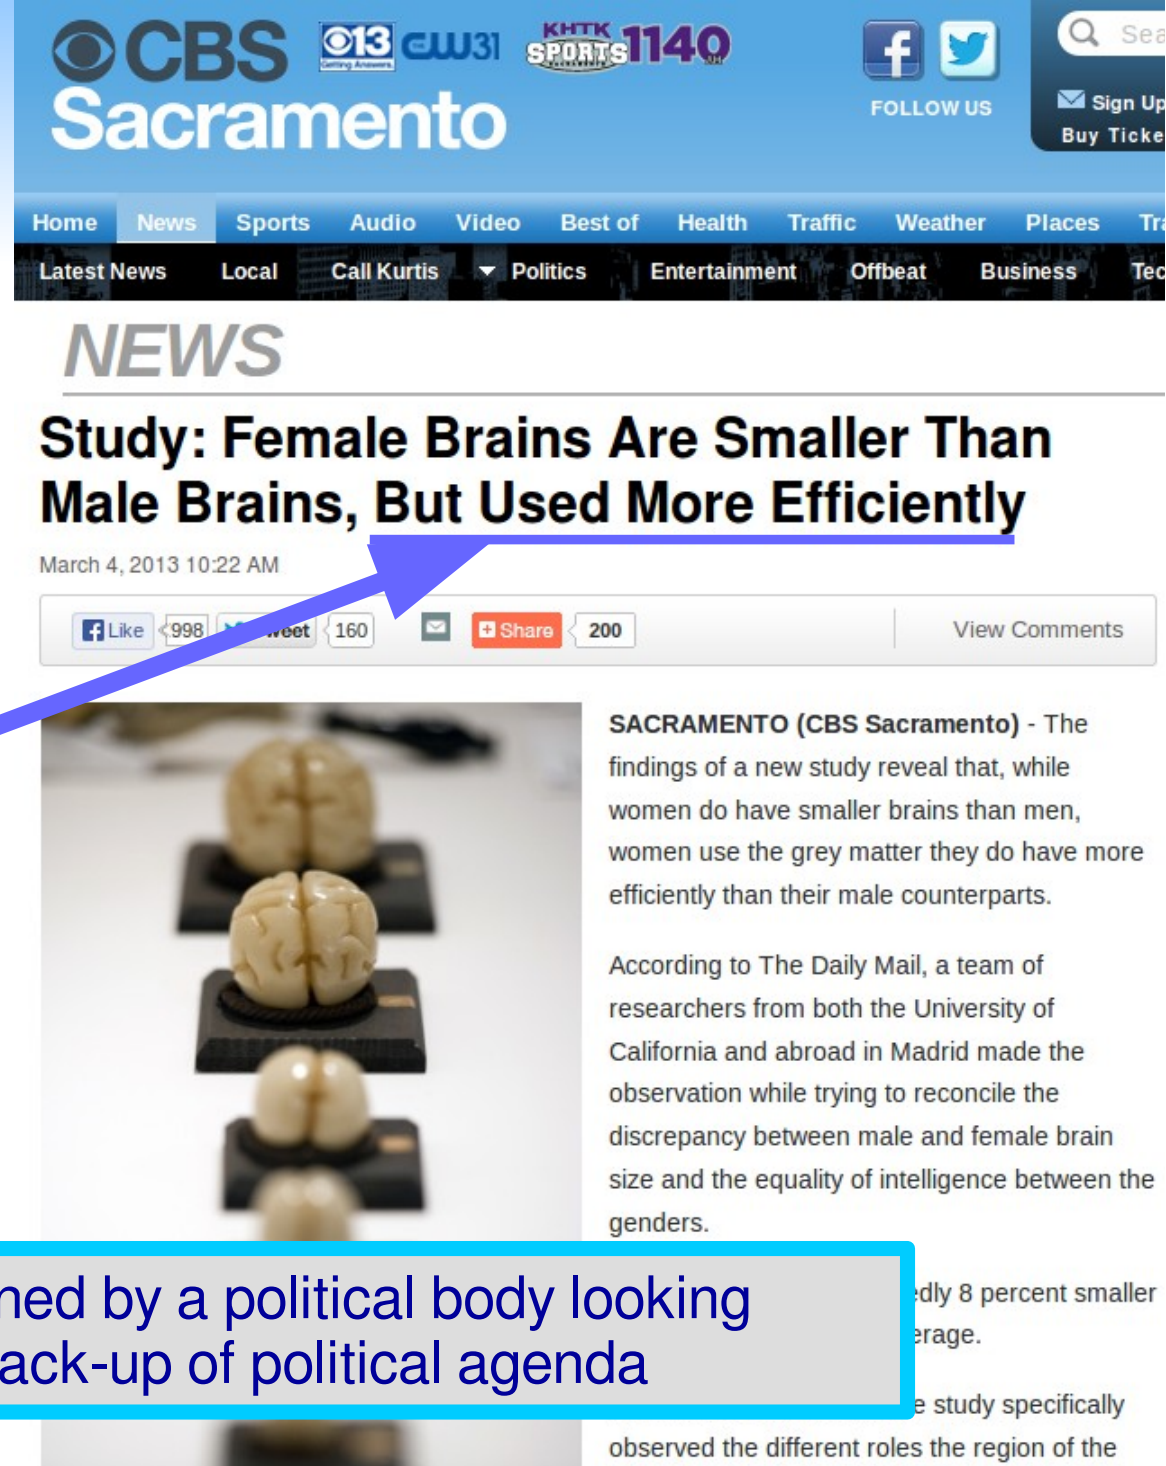 CBS 13 CW31 KHTK SPORTS 1140
Getting Answers.
Sacramento
FOLLOW US
Sign Up
Buy
Home News Sports Audio Video Best of Health Traffic Weather Places
Latest News Local Call Kurtis Politics Entertainment Offbeat Business
NEWS
Study: Female Brains Are Smaller Than
Male Brains, But Used More Efficiently
March 4, 2013 10:22 AM
Like 998 160 Share 200 View Comments
SACRAMENTO (CBS Sacramento) - The
findings of a new study reveal that, while
women do have smaller brains than men,
women use the grey matter they do have more
efficiently than their male counterparts.
According to The Daily Mail, a team of
researchers from both the University of
California and abroad in Madrid made the
observation while trying to reconcile the
discrepancy between male and female brain
size and the equality of intelligence between the
genders.
ned by a political body looking
ack-up of political agenda
edly 8 percent smaller
erage.
e study specifically
observed the different roles the region of the